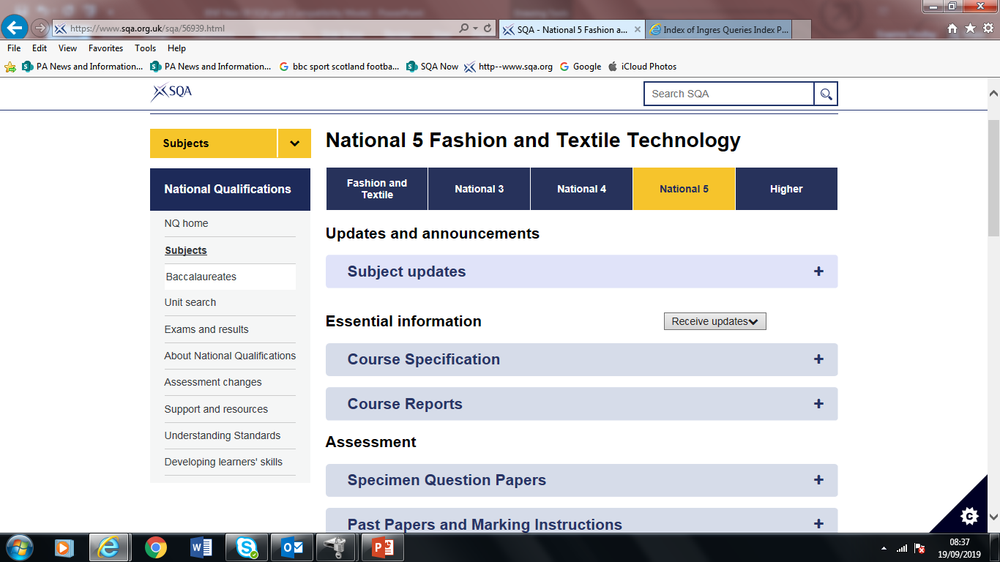 https://www.sqa.org.uk/sqa/56939.html
SQA - National 5 Fashion a...
Index of Ingres Queries Index P...
File Edit View Favorites Tools Help
PA News and Information... PA News and Information... bbc sport scotland footba... SQA Now http--www.sqa.org Google iCloud Photos
SQA
Search SQA
Subjects
National Qualifications
NQ home
Subjects
Baccalaureates
Unit search
Exams and results
About National Qualifications
Assessment changes
Support and resources
Understanding Standards
Developing learners' skills
National 5 Fashion and Textile Technology
Fashion and
Textile
National 3
National 4
National 5
Higher
Updates and announcements
Subject updates +
Essential information
Receive updates
Course Specification +
Course Reports +
Assessment
Specimen Question Papers +
Past Papers and Marking Instructions +
08:37
19/09/2019